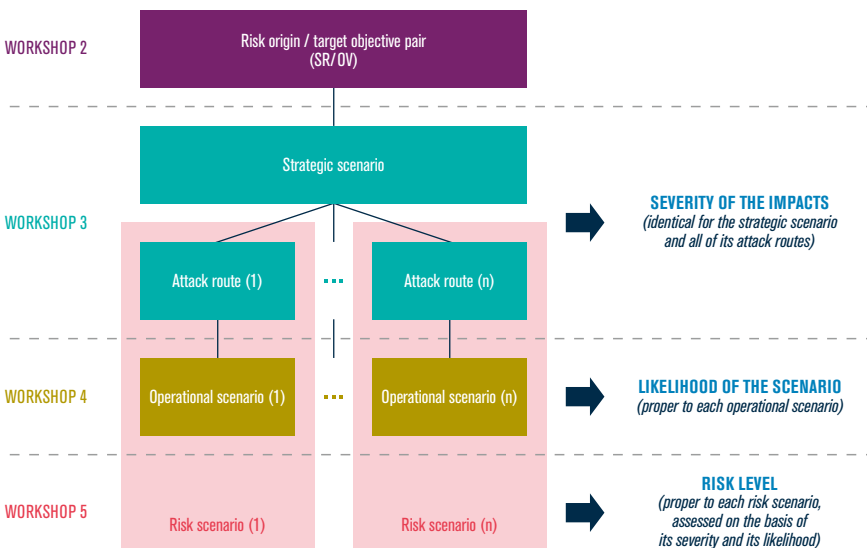 WORKSHOP 2
Risk origin / target objective pair
(SR/OV)
WORKSHOP 3
Strategic scenario
Attack route (1)
...
Attack route (n)
SEVERITY OF THE IMPACTS
(identical for the strategic scenario
and all of its attack routes)
WORKSHOP 4
Operational scenario (1)
...
Operational scenario (n)
LIKELIHOOD OF THE SCENARIO
(proper to each operational scenario)
WORKSHOP 5
Risk scenario (1)
Risk scenario (n)
RISK LEVEL
(proper to each risk scenario,
assessed on the basis of
its severity and its likelihood)